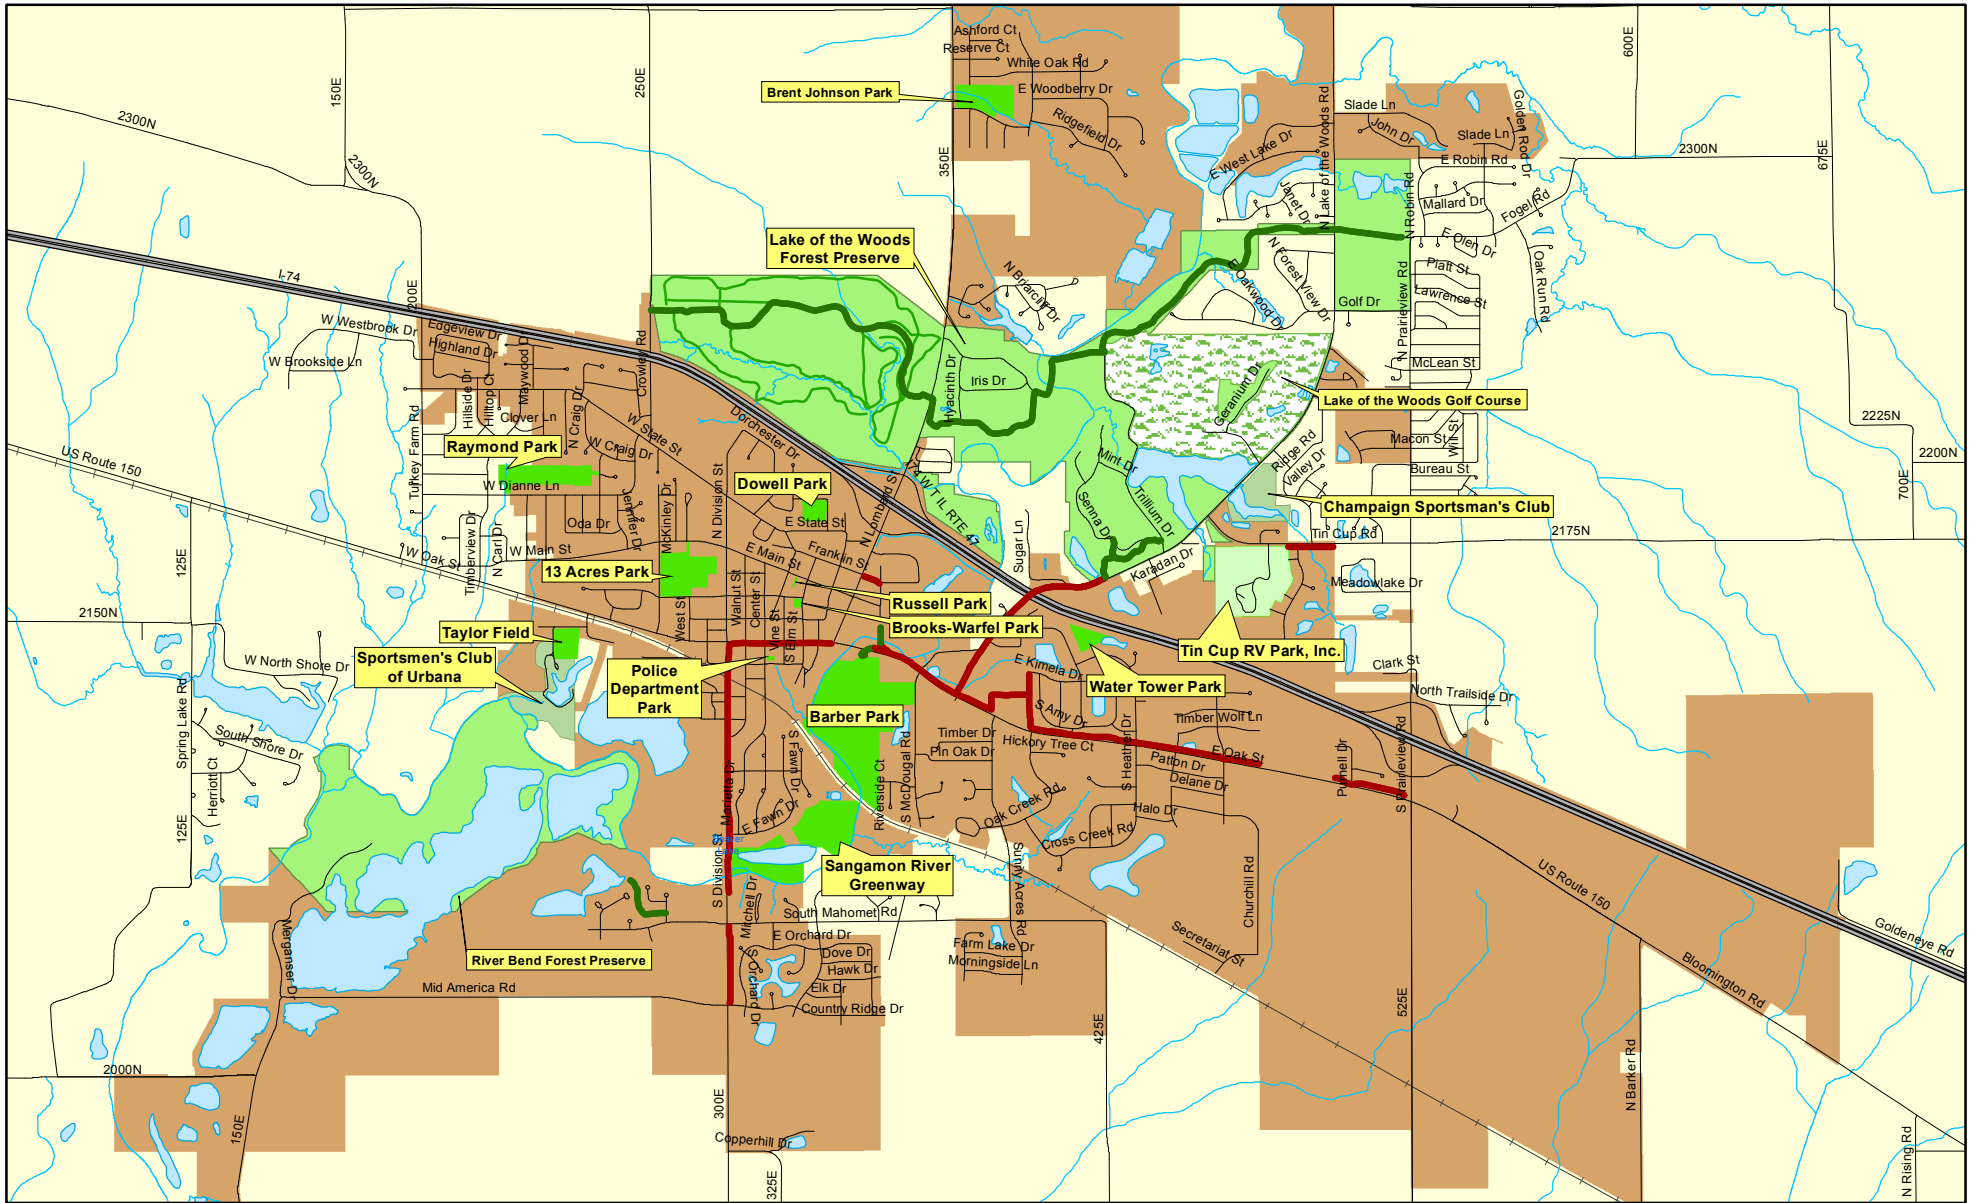 Ashford Ct
Reserve Ct
White Oak Rd
E Woodberry Dr
Ridgefield Dr
Brent Johnson Park
150E
250E
350E
600E
675E
2300N
2300N
2300N
Slade Ln
John Dr
Slade Ln
Golden Rod Dr
E Robin Rd
N Lake of the Woods Rd
E West Lake Dr
Janet Dr
N Robin Rd
Mallard Dr
Fogel Rd
E Olen Dr
Oak Run Rd
Piatt St
Lawrence St
N Prairieview Rd
McLean St
Golf Dr
N Forest View Dr
E Oakwood Dr
Lake of the Woods
Forest Preserve
N Briarcliff Dr
I-74
200E
W Westbrook Dr
W Brookside Ln
Edgeview Dr
Highland Dr
Maywood Dr
Hillside Dr
Hilltop Ct
Clover Ln
N Craig Dr
W Craig Dr
Crowley Rd
W State St
Dorchester Dr
Turkey Farm Rd
Hyacinth Dr
Iris Dr
Geranium Dr
Lake of the Woods Golf Course
Macon St
Will St
Bureau St
Ridge Rd
Valley Dr
2225N
2200N
700E
US Route 150
Raymond Park
W Dianne Ln
Jennifer Dr
McKinley Dr
N Division St
Dowell Park
E State St
N Lombard St
I-74 W T IL RTE 47
Mint Dr
Senna Dr
Trillium Dr
Champaign Sportsman's Club
Tin Cup Rd
2175N
Oda Dr
Timberview Dr
N Carl Dr
W Main St
W Oak St
125E
13 Acres Park
E Main St
Franklin St
Sugar Ln
Karadan Dr
Meadowlake Dr
2150N
West St
Walnut St
Center St
Vine St
S Elm St
Russell Park
Brooks-Warfel Park
Taylor Field
Sportsmen's Club
of Urbana
Police
Department
Park
Tin Cup RV Park, Inc.
Clark St
North Trailside Dr
W North Shore Dr
Spring Lake Rd
South Shore Dr
Herriott Ct
125E
E Kimela Dr
Water Tower Park
S Amy Dr
Barber Park
Timber Dr
Pin Oak Dr
Hickory Tree Ct
Timber Wolf Ln
E Oak St
Patton Dr
Delane Dr
S Heather Dr
Purnell Dr
S Prairieview Rd
S Fawn Dr
Marietta Dr
E Fawn Dr
Riverside Ct
S McDougal Rd
Oak Creek Rd
Halo Dr
Cross Creek Rd
Sunny Acres Rd
Churchill Rd
Sangamon River
Greenway
S Division St
Mitchell Dr
South Mahomet Rd
US Route 150
Bloomington Rd
Goldeneye Rd
Merganser Dr
River Bend Forest Preserve
E Orchard Dr
Dove Dr
Hawk Dr
Elk Dr
S Orchard Dr
Country Ridge Dr
Farm Lake Dr
Morningside Ln
Secretariat St
Mid America Rd
2000N
150E
300E
425E
525E
N Barker Rd
Copperhill Dr
325E
N Rising Rd